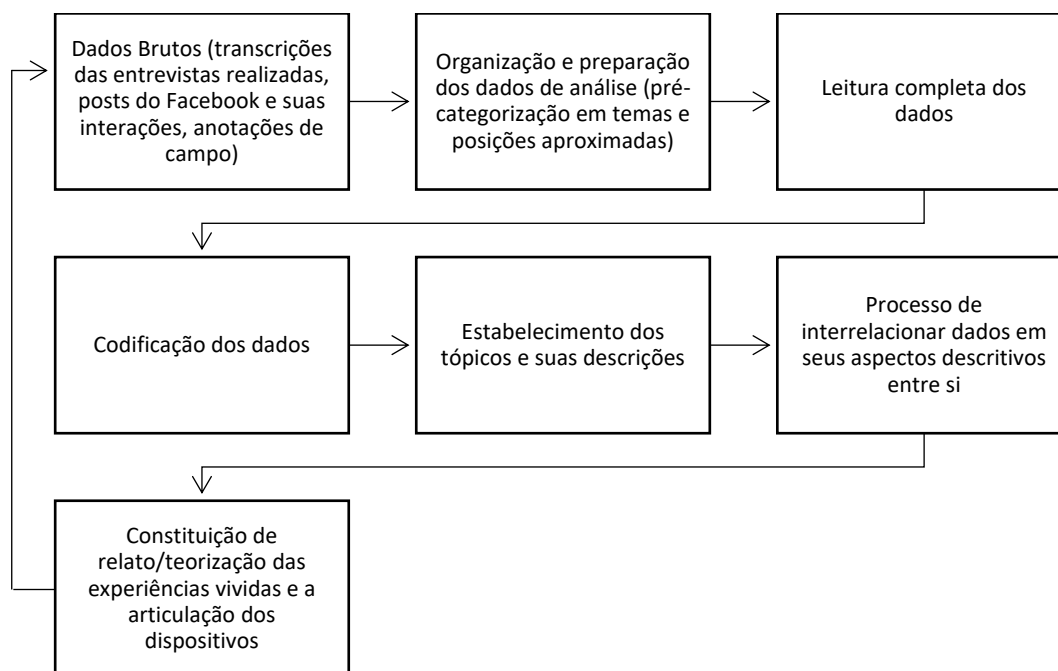 Dados Brutos (transcrições
das entrevistas realizadas,
posts do Facebook e suas
interações, anotações de
campo)
Organização e preparação
dos dados de análise (pré-
categorização em temas e
posições aproximadas)
Leitura completa dos
dados
Codificação dos dados
Estabelecimento dos
tópicos e suas descrições
Processo de
interrelacionar dados em
seus aspectos descritivos
entre si
Constituição de
relato/teorização das
experiências vividas e a
articulação dos
dispositivos